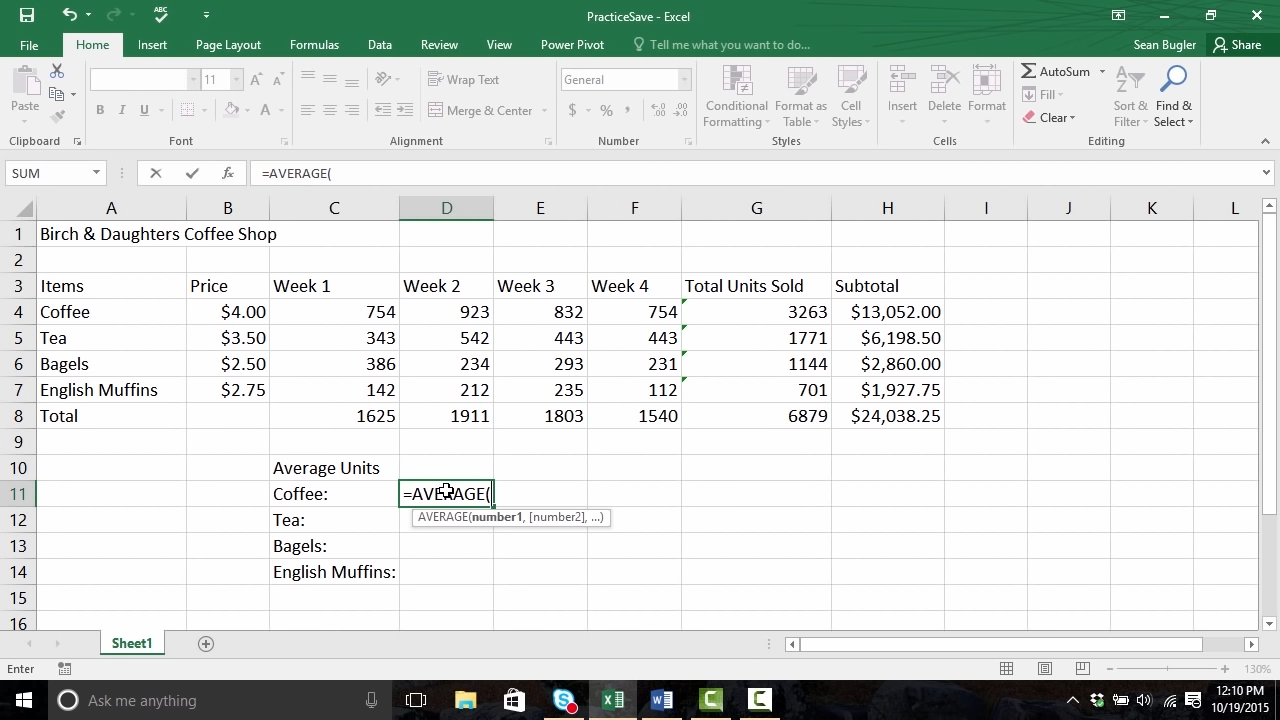 PracticeSave - Excel
File Home Insert Page Layout Formulas Data Review View Power Pivot Tell me what you want to do... Sean Bugler Share
Paste
Clipboard
11
B I U A
Font
Wrap Text
Merge & Center
Alignment
General
$ % ,
Number
Conditional Formatting
Format as Table
Cell Styles
Styles
Insert Delete Format
Cells
AutoSum
Fill
Clear
Sort & Filter
Find & Select
Editing
SUM fx =AVERAGE(
A B C D E F G H I J K L
1 Birch & Daughters Coffee Shop
2
3 Items Price Week 1 Week 2 Week 3 Week 4 Total Units Sold Subtotal
4 Coffee $4.00 754 923 832 754 3263 $13,052.00
5 Tea $3.50 343 542 443 443 1771 $6,198.50
6 Bagels $2.50 386 234 293 231 1144 $2,860.00
7 English Muffins $2.75 142 212 235 112 701 $1,927.75
8 Total 1625 1911 1803 1540 6879 $24,038.25
9
10 Average Units
11 Coffee: =AVERAGE(
AVERAGE(number1, [number2], ...)
12 Tea:
13 Bagels:
14 English Muffins:
15
16
Sheet1
Enter 130%
Ask me anything 12:10 PM
10/19/2015